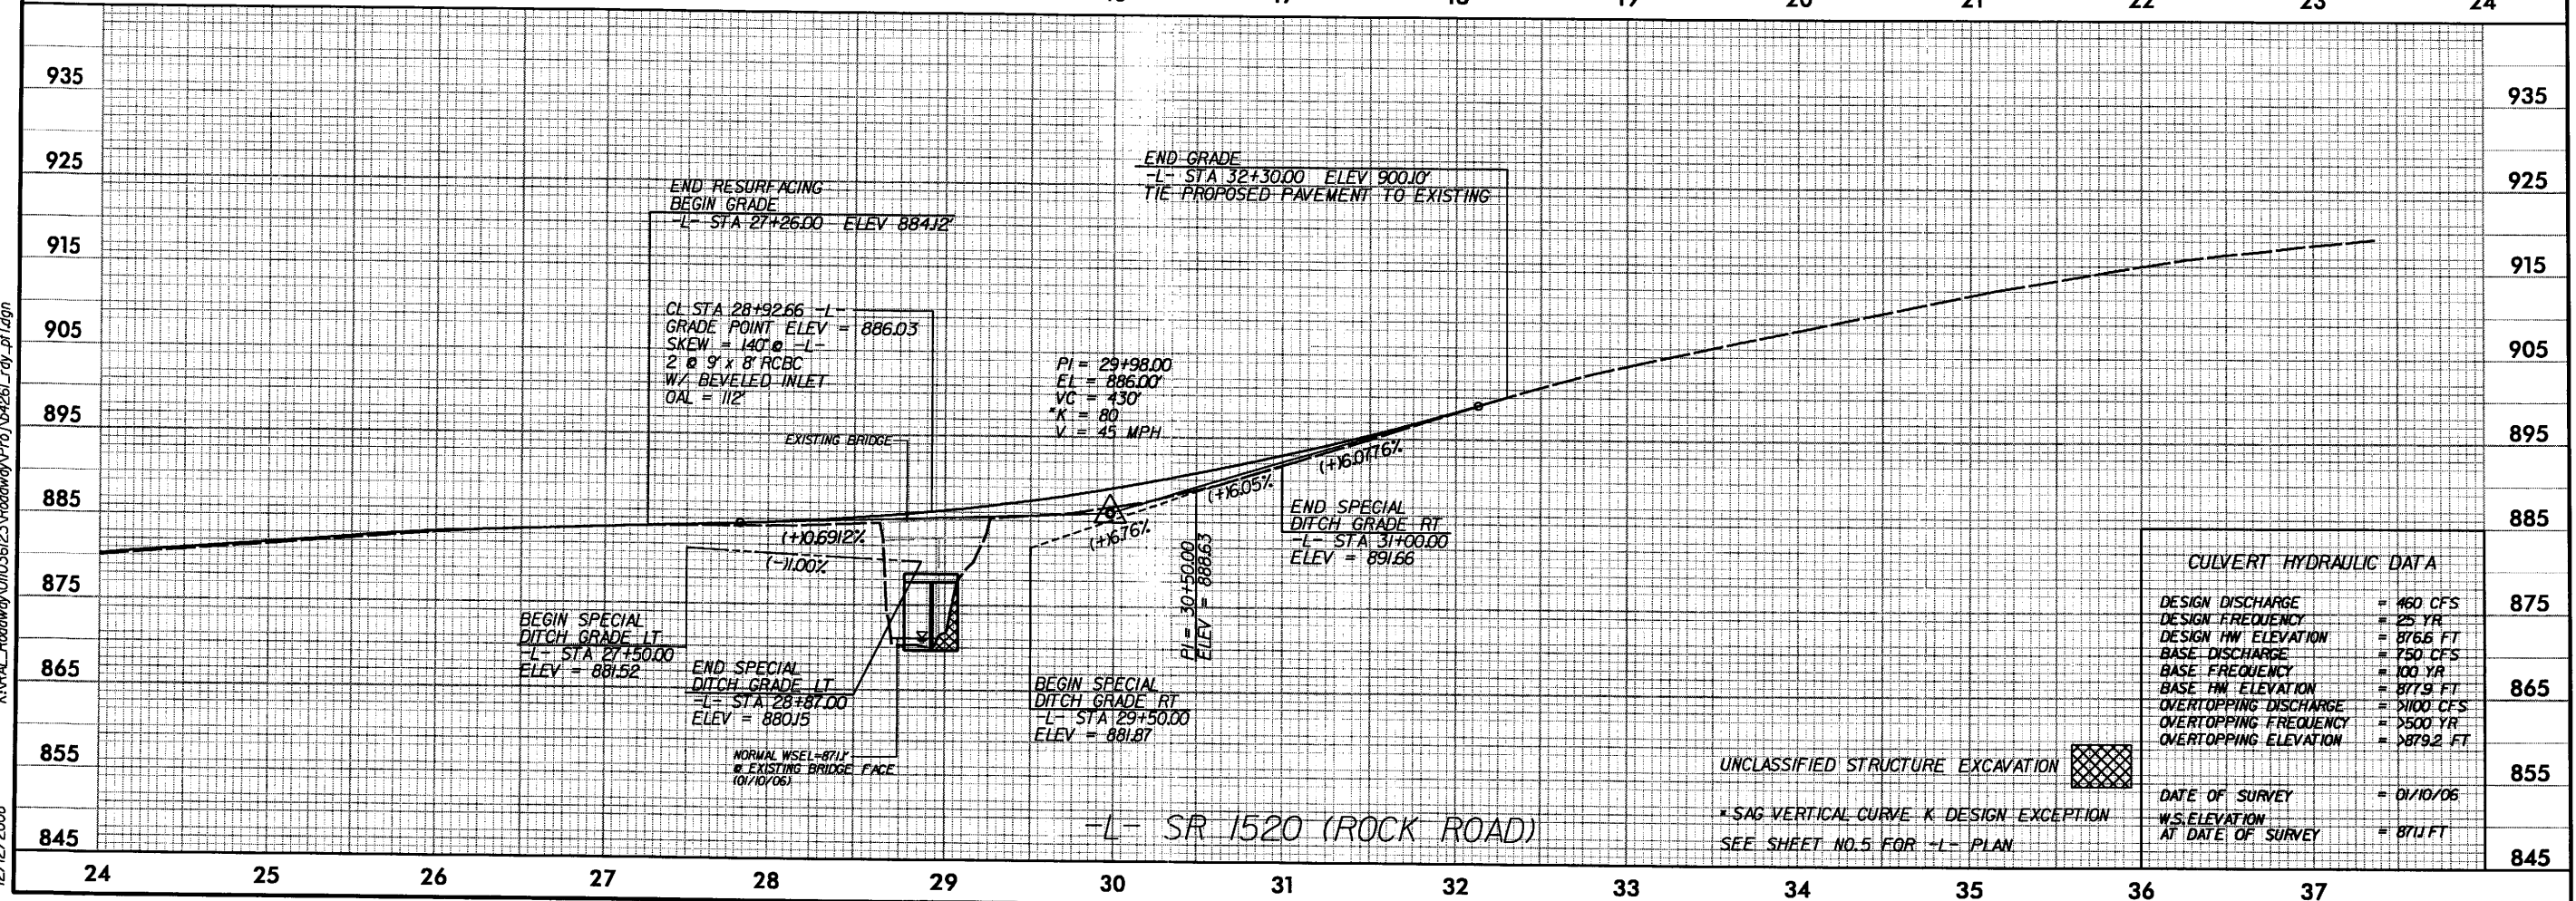 17
18
19
20
21
22
23
24
935
935
925
925
915
915
905
905
895
895
885
885
875
875
865
865
855
855
845
845
END RESURFACING
BEGIN GRADE
-L- STA 27+26.00 ELEV 884.12'
END GRADE
-L- STA 32+30.00 ELEV 900.10'
TIE PROPOSED PAVEMENT TO EXISTING
CL STA 28+92.66 -L-
GRADE POINT ELEV = 886.03
SKEW = 140° @ -L-
2 @ 9' x 8' RCBC
W/ BEVELED INLET
OAL = 112'
EXISTING BRIDGE
PI = 29+98.00
EL = 886.00'
VC = 430'
*K = 80
V = 45 MPH
(+)0.6912%
(-)1.00%
(+)6.76%
(+)6.05%
(+)6.0776%
END SPECIAL
DITCH GRADE RT
-L- STA 31+00.00
ELEV = 891.66
PI = 30+50.00
ELEV = 888.63
BEGIN SPECIAL
DITCH GRADE LT
-L- STA 27+50.00
ELEV = 881.52
END SPECIAL
DITCH GRADE LT
-L- STA 28+87.00
ELEV = 880.15
BEGIN SPECIAL
DITCH GRADE RT
-L- STA 29+50.00
ELEV = 881.87
NORMAL WSEL=871.1'
@ EXISTING BRIDGE FACE
(01/10/06)
-L- SR 1520 (ROCK ROAD)
UNCLASSIFIED STRUCTURE EXCAVATION
* SAG VERTICAL CURVE K DESIGN EXCEPTION
SEE SHEET NO.5 FOR -L- PLAN
CULVERT HYDRAULIC DATA
DESIGN DISCHARGE = 460 CFS
DESIGN FREQUENCY = 25 YR
DESIGN HW ELEVATION = 876.6 FT
BASE DISCHARGE = 750 CFS
BASE FREQUENCY = 100 YR
BASE HW ELEVATION = 877.9 FT
OVERTOPPING DISCHARGE = >1100 CFS
OVERTOPPING FREQUENCY = >500 YR
OVERTOPPING ELEVATION = >879.2 FT
DATE OF SURVEY = 01/10/06
W.S.ELEVATION
AT DATE OF SURVEY = 871.1 FT
24
25
26
27
28
29
30
31
32
33
34
35
36
37